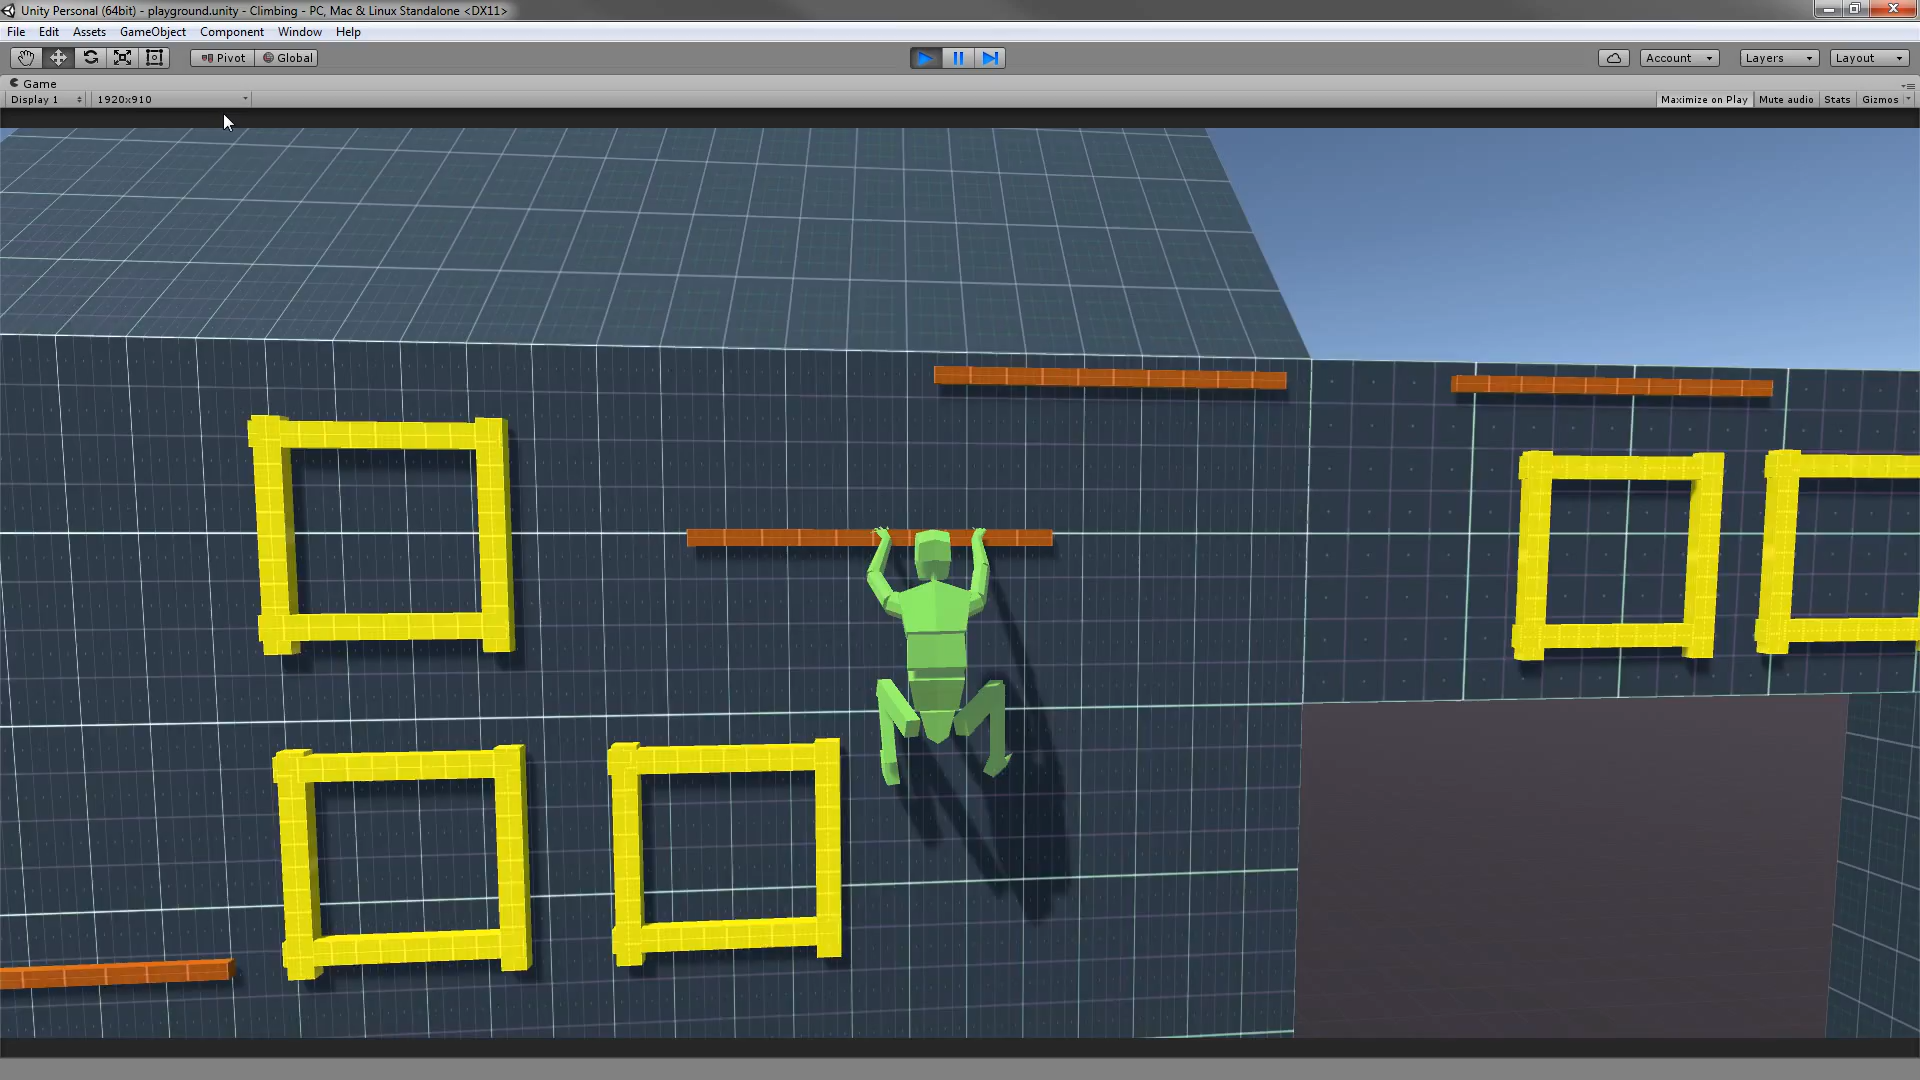 Unity Personal (64bit) - playground.unity - Climbing - PC, Mac & Linux Standalone <DX11>
File Edit Assets GameObject Component Window Help
Pivot Global Account Layers Layout
Game
Display 1 1920x910 Maximize on Play Mute audio Stats Gizmos